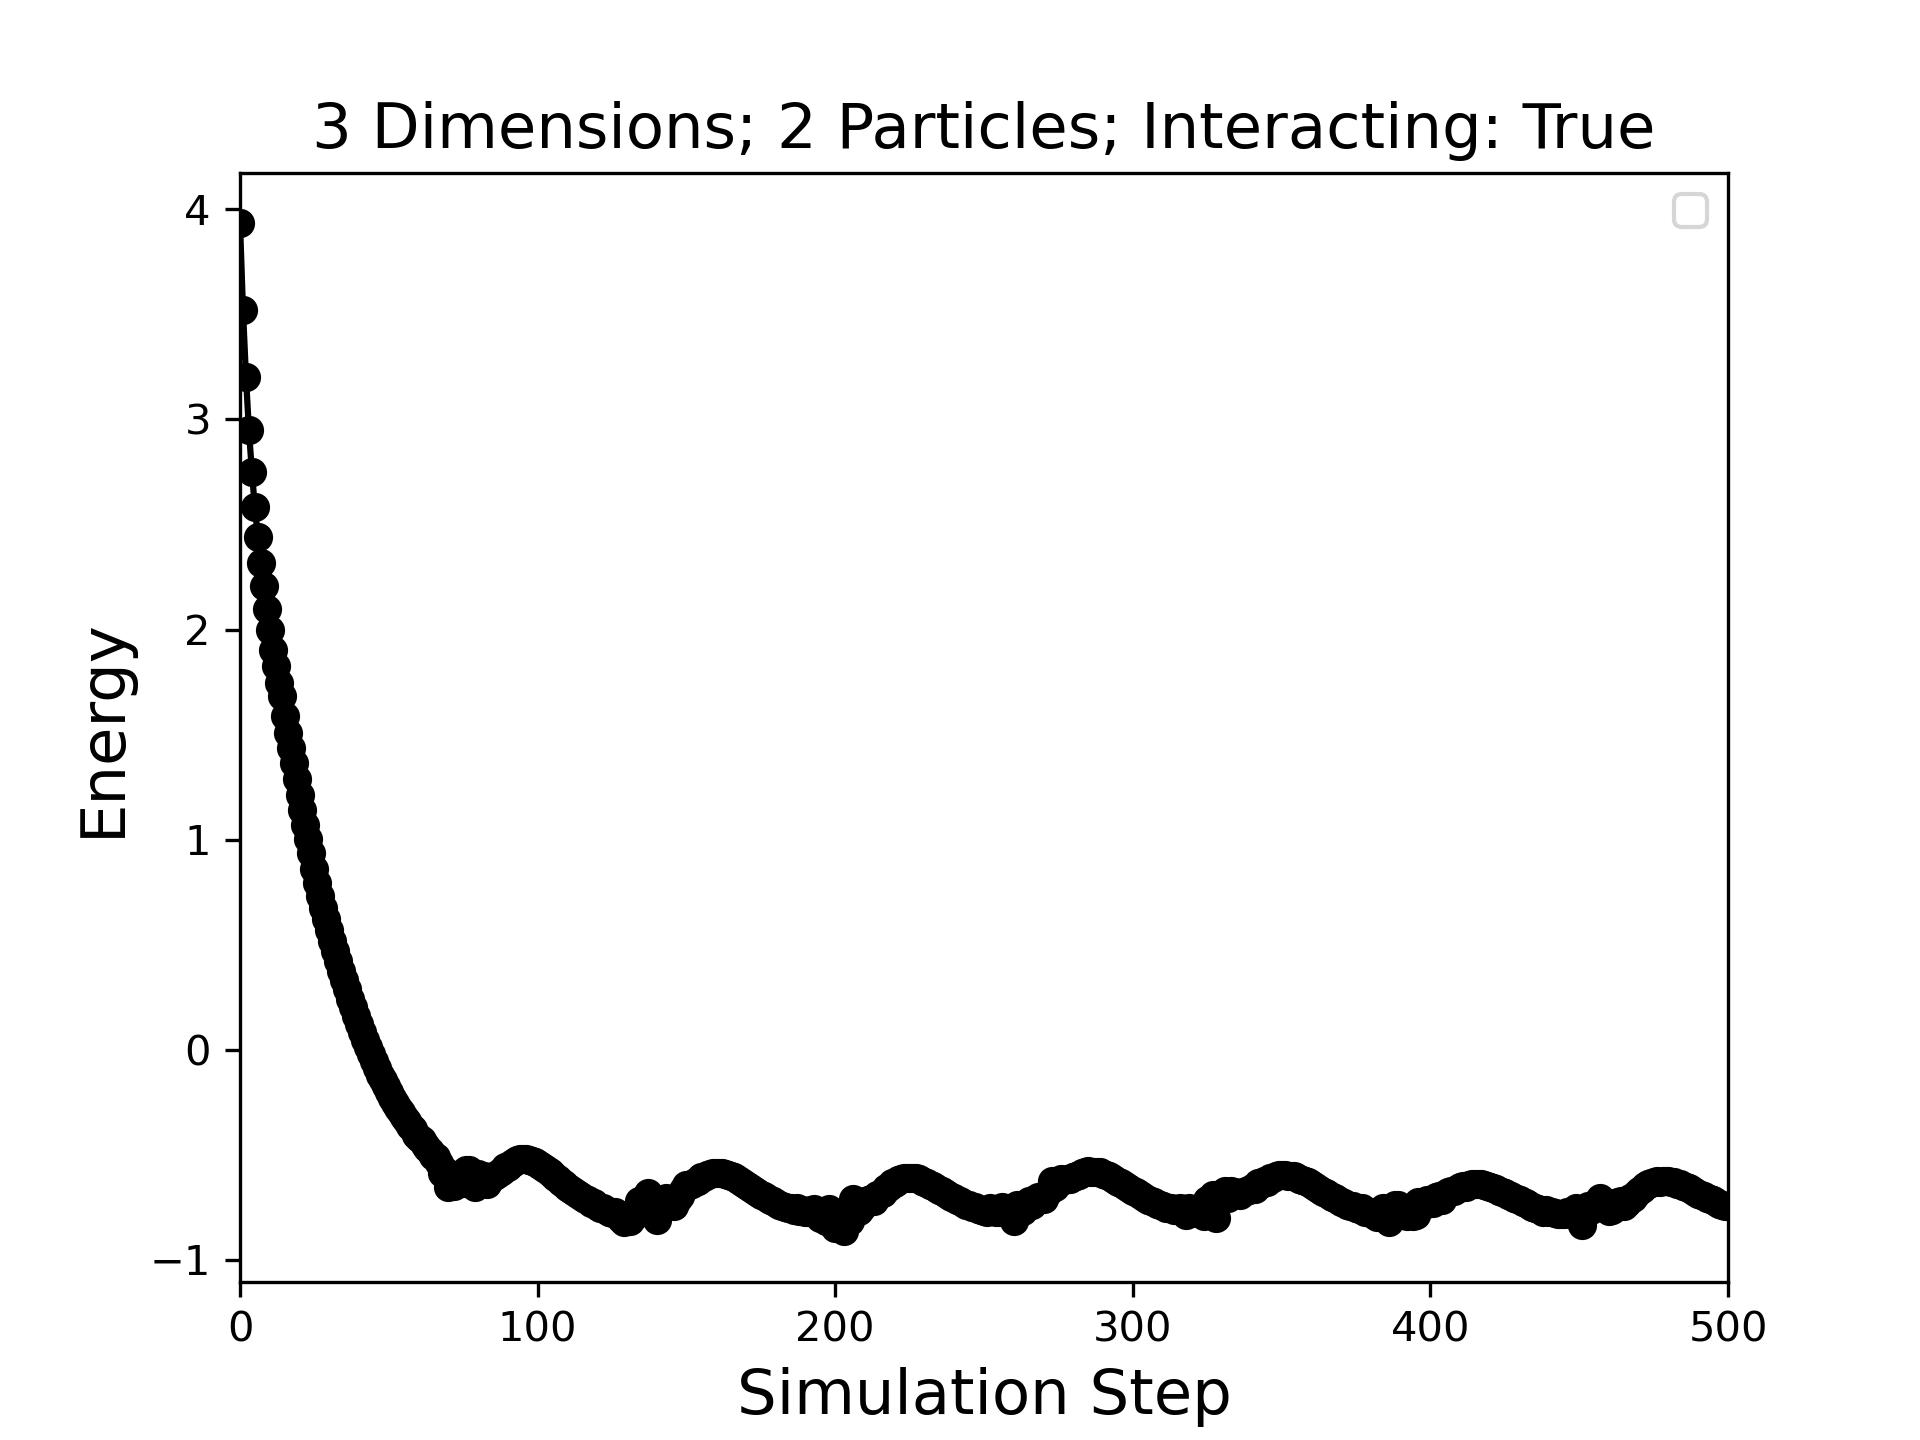 3 Dimensions; 2 Particles; Interacting: True
4
3
2
1
0
−1
Energy
0 100 200 300 400 500
Simulation Step